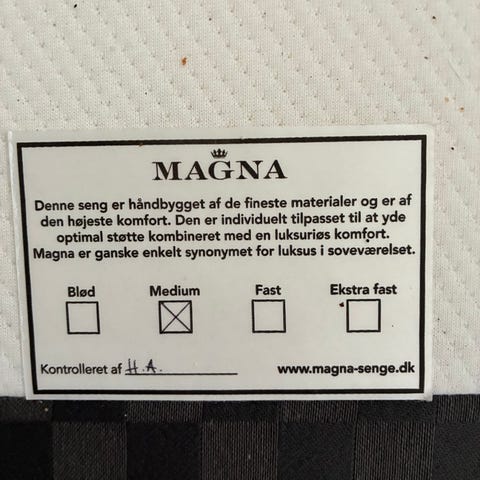 MAGNA
Denne seng er håndbygget af de fineste materialer og er af
den højeste komfort. Den er individuelt tilpasset til at yde
optimal støtte kombineret med en luksuriøs komfort.
Magna er ganske enkelt synonymet for luksus i soveværelset.
Blød Medium Fast Ekstra fast
Kontrolleret af H.A. www.magna-senge.dk